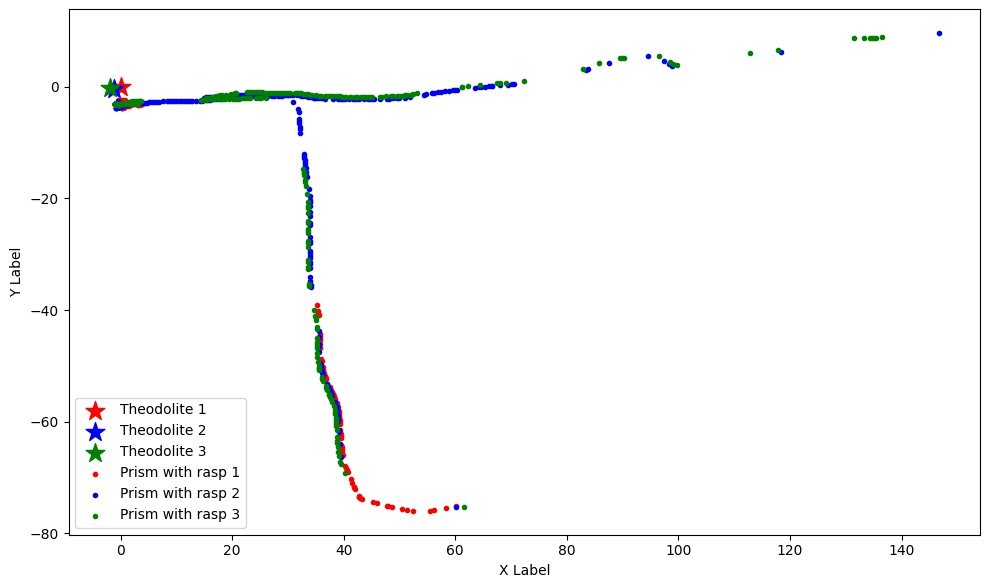 0
−20
−40
−60
−80
Y Label
0
20
40
60
80
100
120
140
X Label
Theodolite 1
Theodolite 2
Theodolite 3
Prism with rasp 1
Prism with rasp 2
Prism with rasp 3